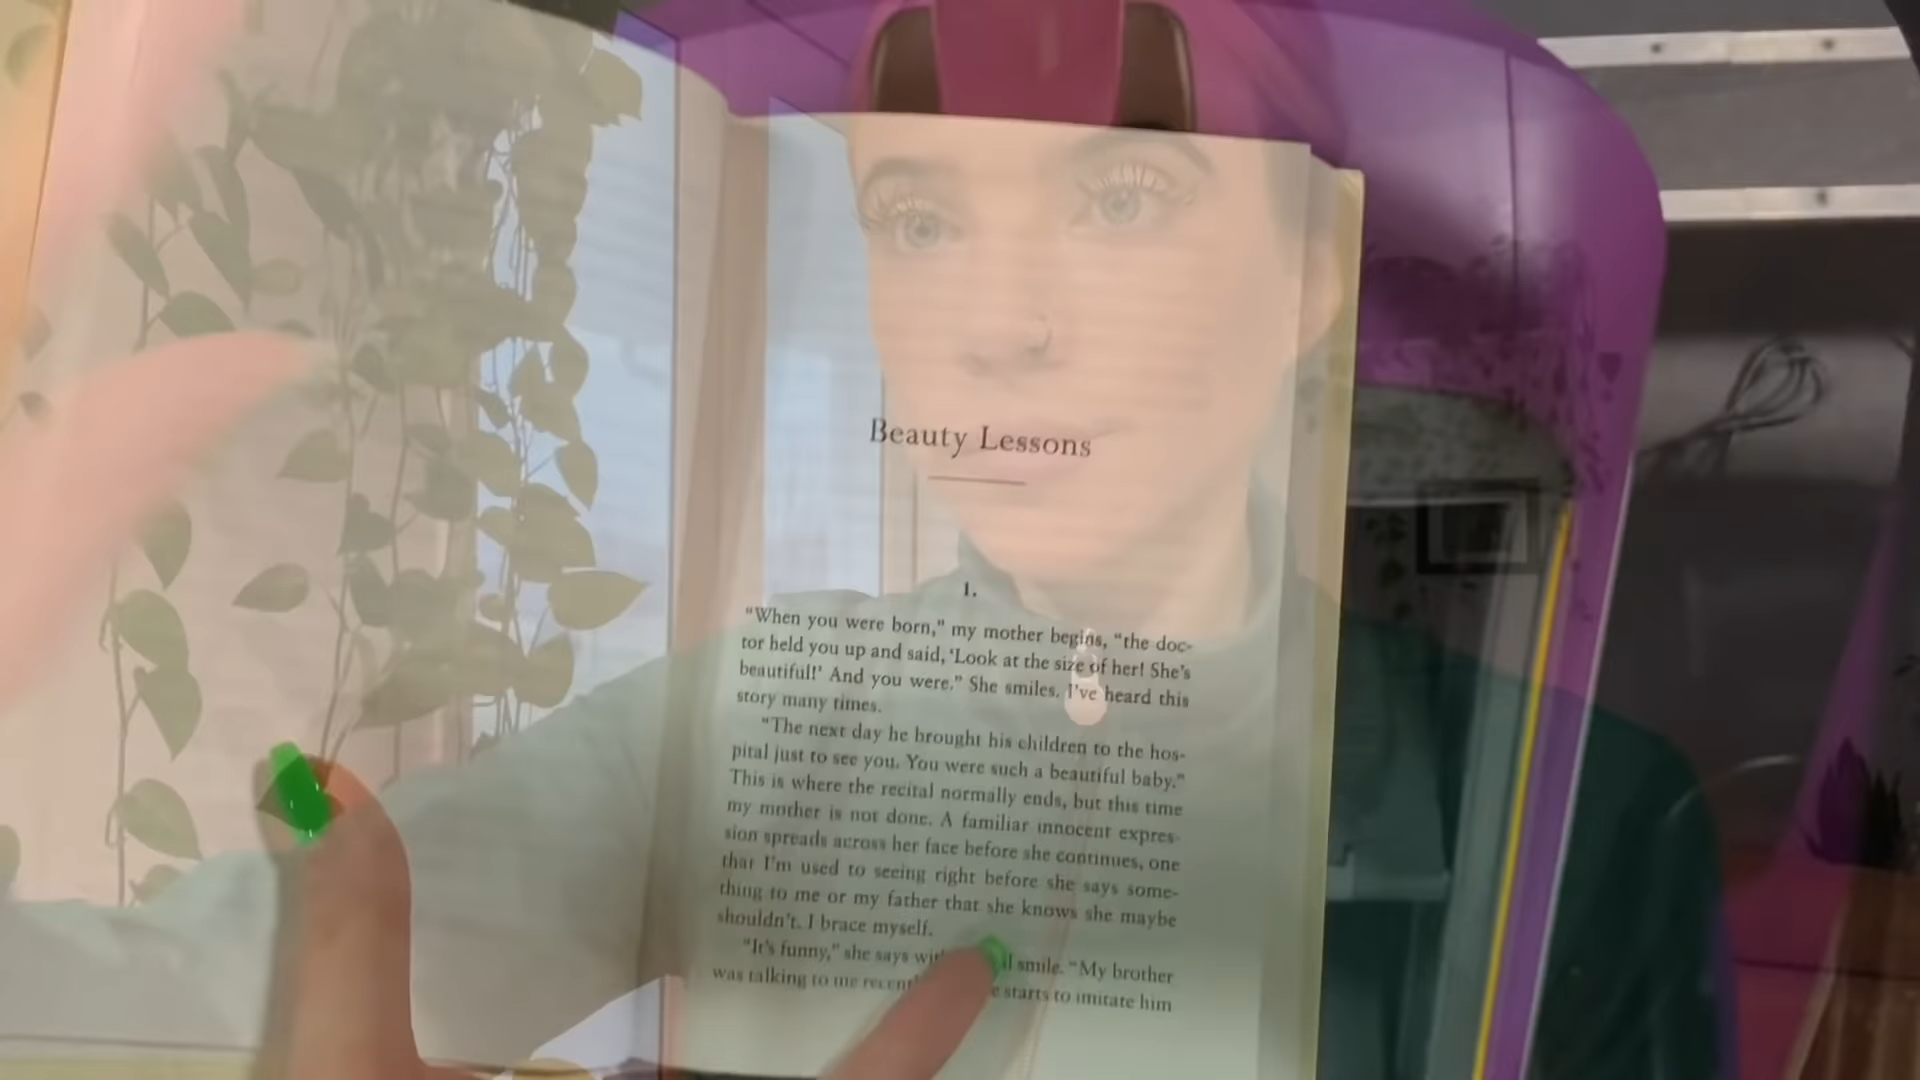 Beauty Lessons
1.
“When you were born,” my mother begins, “the doc-
tor held you up and said, ‘Look at the size of her! She’s
beautiful!’ And you were.” She smiles. I’ve heard this
story many times.
“The next day he brought his children to the hos-
pital just to see you. You were such a beautiful baby.”
This is where the recital normally ends, but this time
my mother is not done. A familiar innocent expres-
sion spreads across her face before she continues, one
that I’m used to seeing right before she says some-
thing to me or my father that she knows she maybe
shouldn’t. I brace myself.
“It’s funny,” she says smile. “My brother
was talking to me starts to imitate him